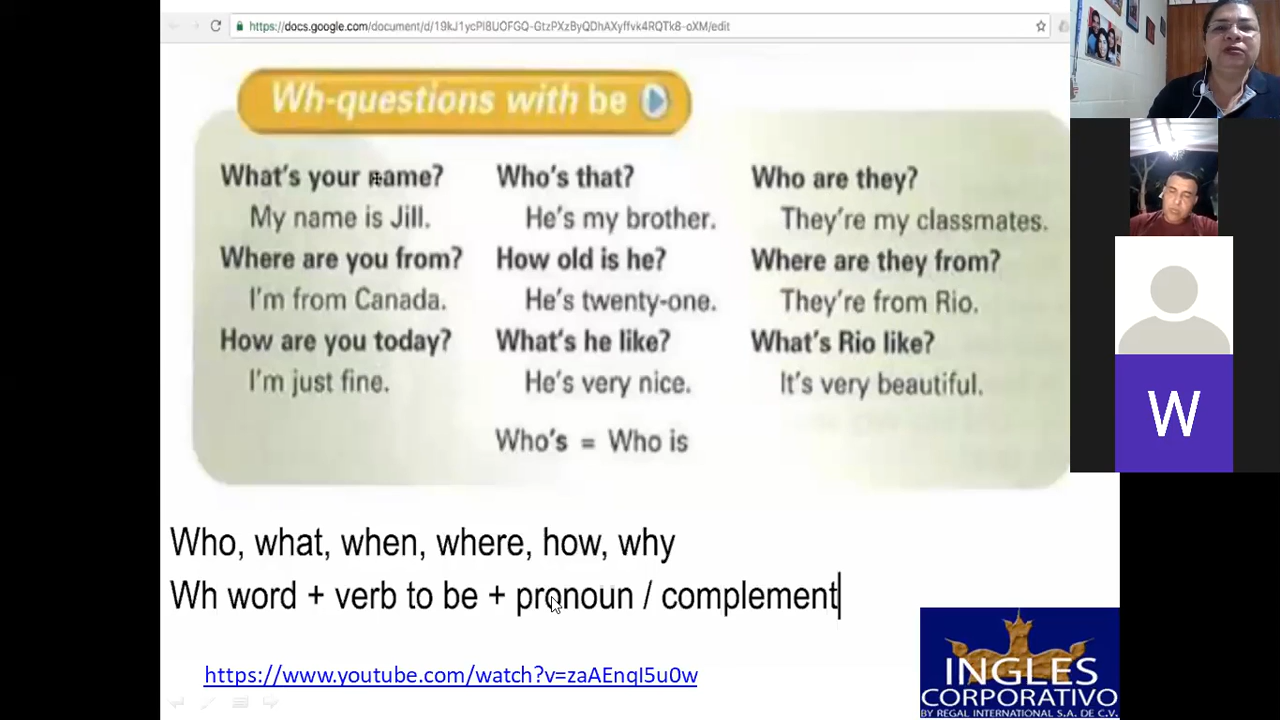 https://docs.google.com/document/d/19kJ1ycPI8UOFGQ-GtzPXzByQDhAXyffvk4RQTk8-oXM/edit
Wh-questions with be
What's your name?
My name is Jill.
Where are you from?
I'm from Canada.
How are you today?
I'm just fine.
Who's that?
He's my brother.
How old is he?
He's twenty-one.
What's he like?
He's very nice.
Who's = Who is
Who are they?
They're my classmates.
Where are they from?
They're from Rio.
What's Rio like?
It's very beautiful.
Who, what, when, where, how, why
Wh word + verb to be + pronoun / complement
https://www.youtube.com/watch?v=zaAEnqI5u0w
W
INGLES
CORPORATIVO
BY REGAL INTERNATIONAL S.A. DE C.V.